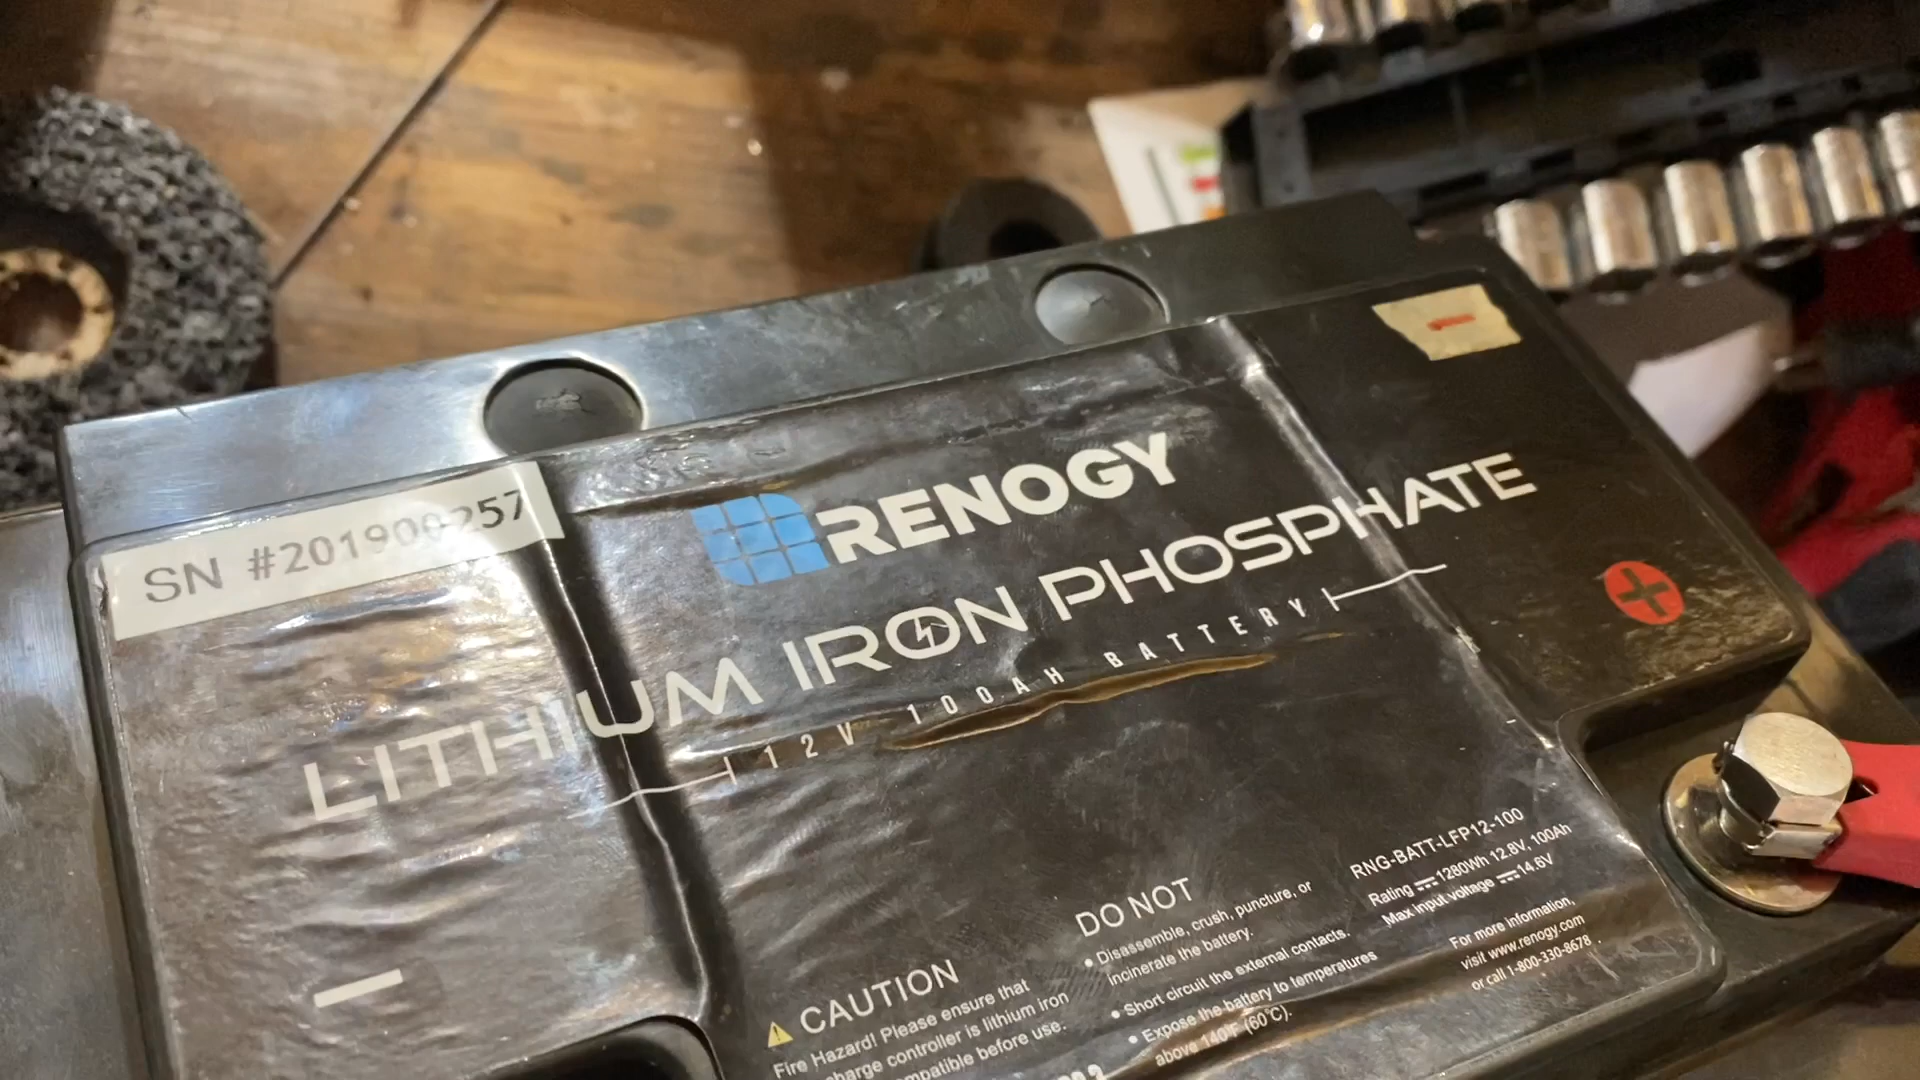 SN #201900257
RENOGY
LITHIUM IRON PHOSPHATE
12V 100AH BATTERY
CAUTION
Fire Hazard! Please ensure that
charge controller is lithium iron
compatible before use.
DO NOT
• Disassemble, crush, puncture, or
incinerate the battery.
• Short circuit the external contacts.
• Expose the battery to temperatures
above 140°F (60°C).
RNG-BATT-LFP12-100
Rating ⎓1280Wh 12.8V, 100Ah
Max input voltage ⎓14.6V
For more information,
visit www.renogy.com
or call 1-800-330-8678